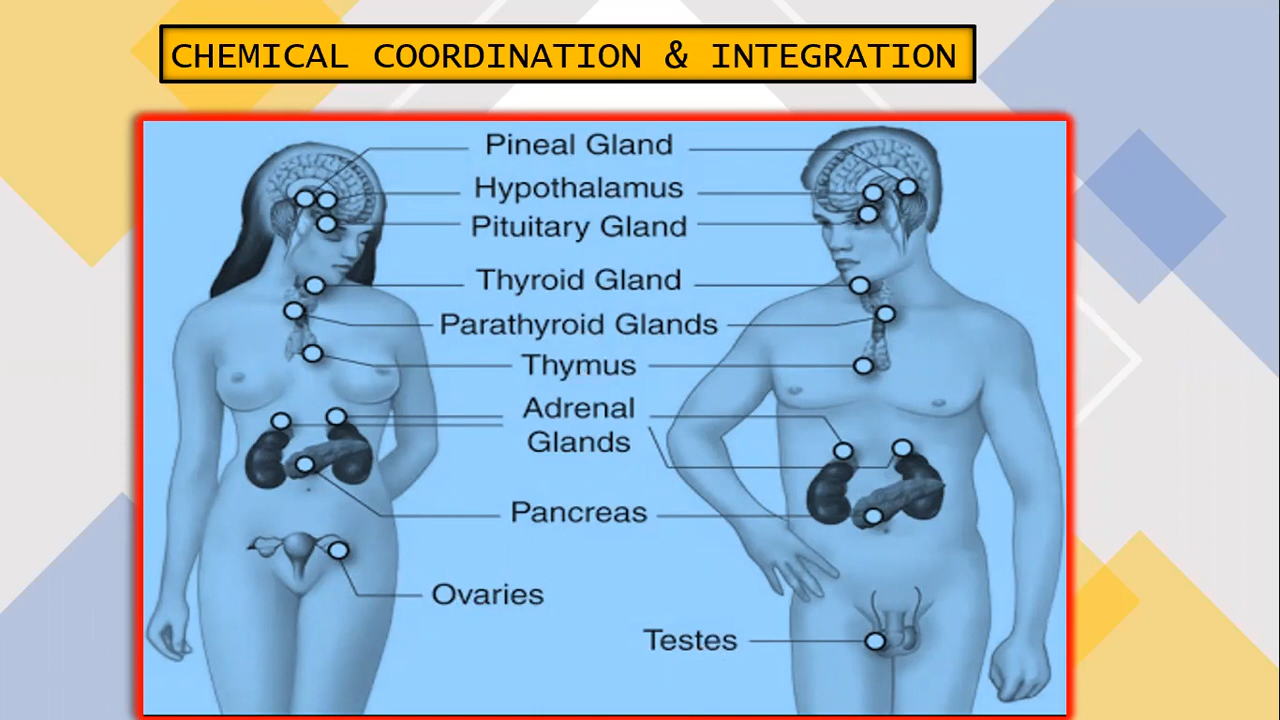 CHEMICAL COORDINATION & INTEGRATION
Pineal Gland
Hypothalamus
Pituitary Gland
Thyroid Gland
Parathyroid Glands
Thymus
Adrenal
Glands
Pancreas
Ovaries
Testes